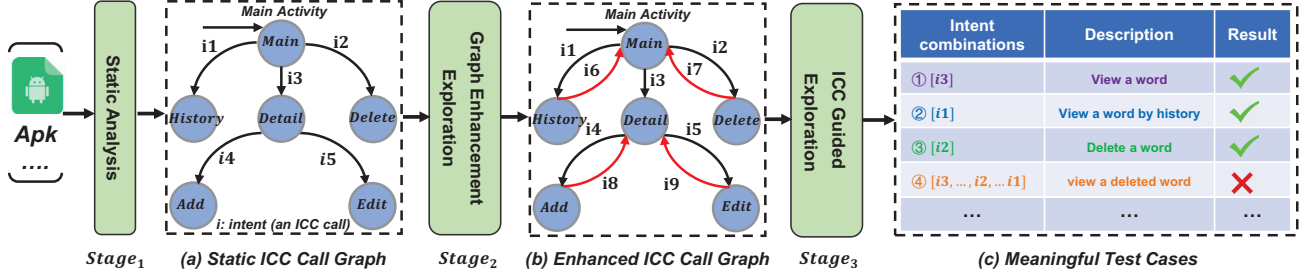 Apk
....
Static Analysis
Main Activity
Main
i1
i2
i3
History
Detail
Delete
i4
i5
Add
Edit
i: intent (an ICC call)
Graph Enhancement
Exploration
Main Activity
Main
i1
i2
i6
i7
i3
History
Detail
Delete
i4
i5
i8
i9
Add
Edit
ICC Guided
Exploration
Intent combinations Description Result
① [i3] View a word
② [i1] View a word by history
③ [i2] Delete a word
④ [i3, ..., i2, ... i1] view a deleted word
... ... ...
Stage1 (a) Static ICC Call Graph Stage2 (b) Enhanced ICC Call Graph Stage3 (c) Meaningful Test Cases